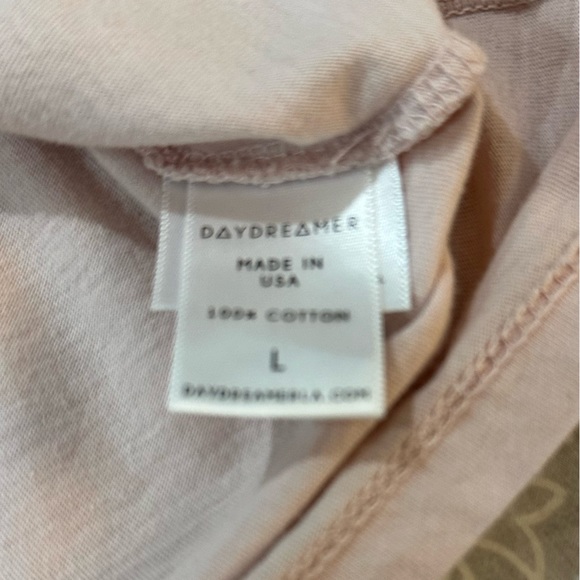 DAYDREAMER
MADE IN
USA
100% COTTON
L
DAYDREAMERLA.COM